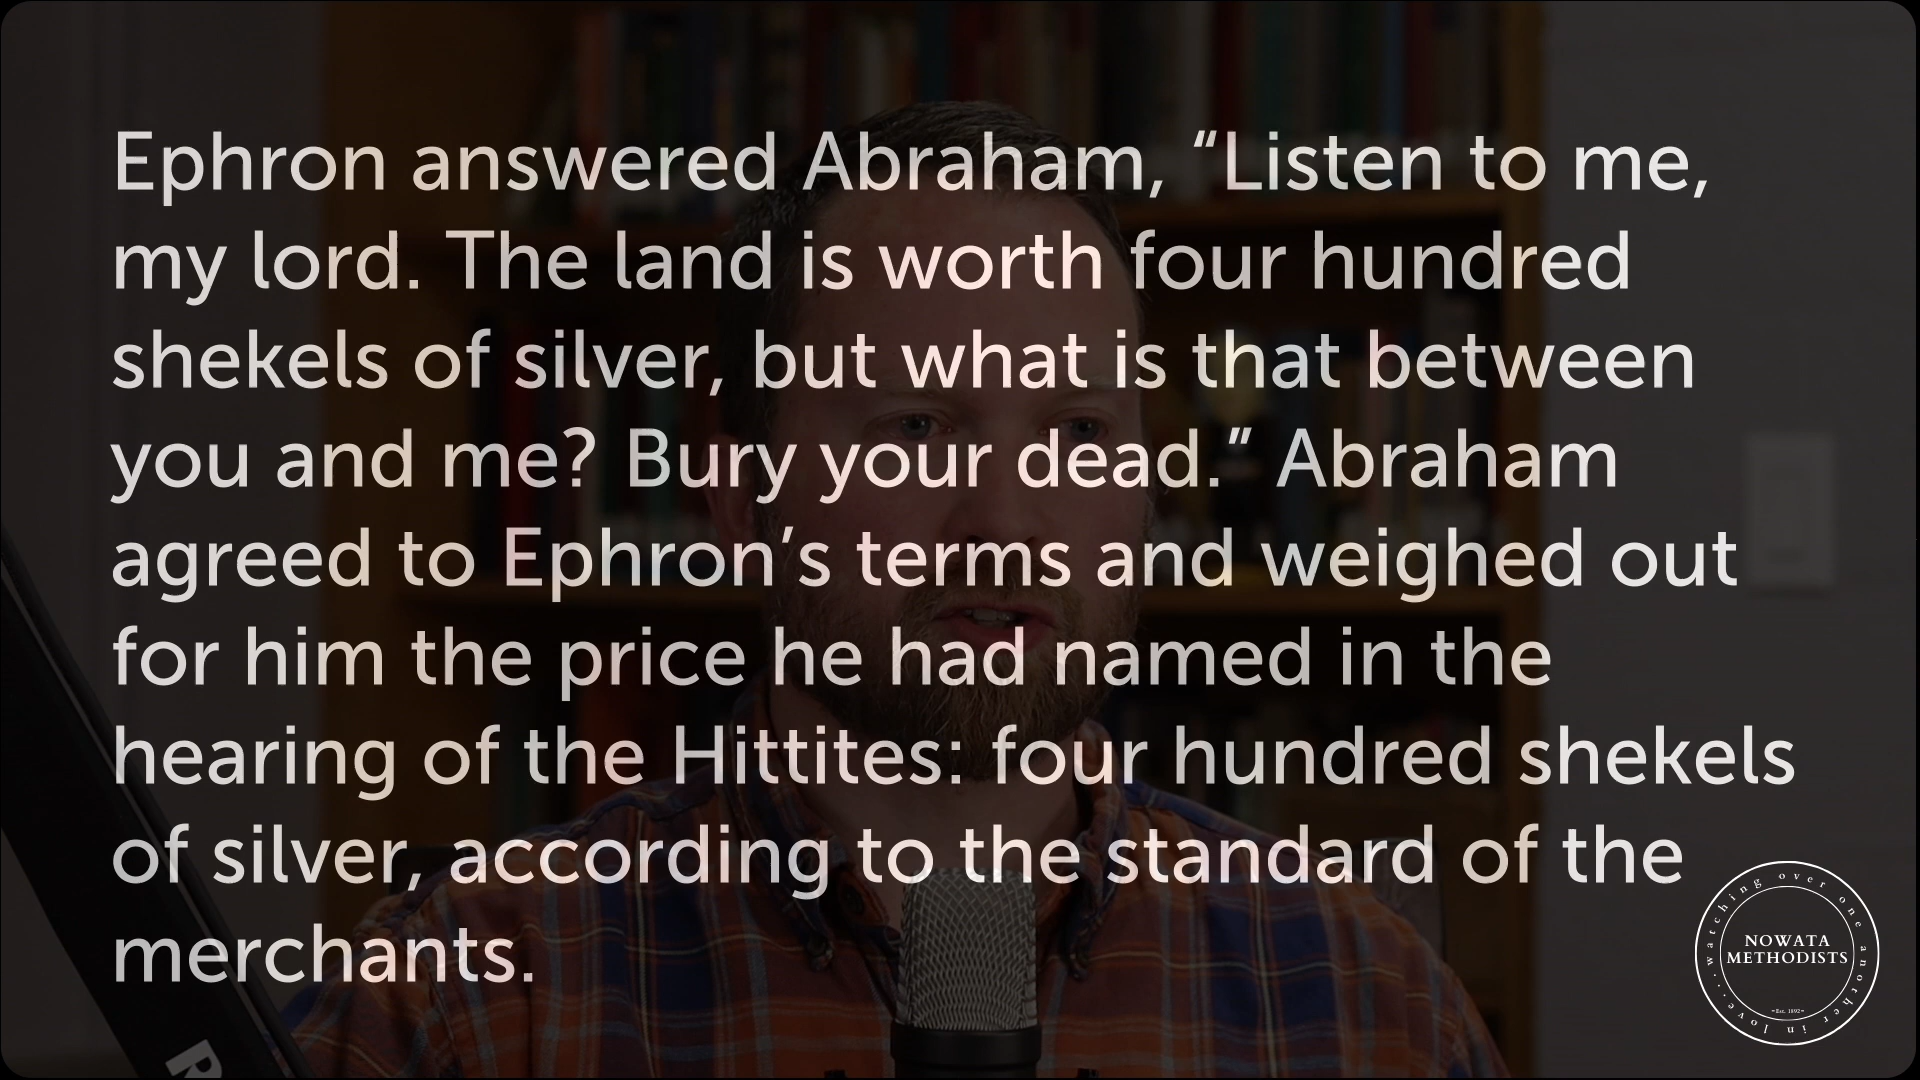 Ephron answered Abraham, “Listen to me,
my lord. The land is worth four hundred
shekels of silver, but what is that between
you and me? Bury your dead.” Abraham
agreed to Ephron’s terms and weighed out
for him the price he had named in the
hearing of the Hittites: four hundred shekels
of silver, according to the standard of the
merchants.
watching over one another in love...
NOWATA
METHODISTS
~Est. 1892~
R